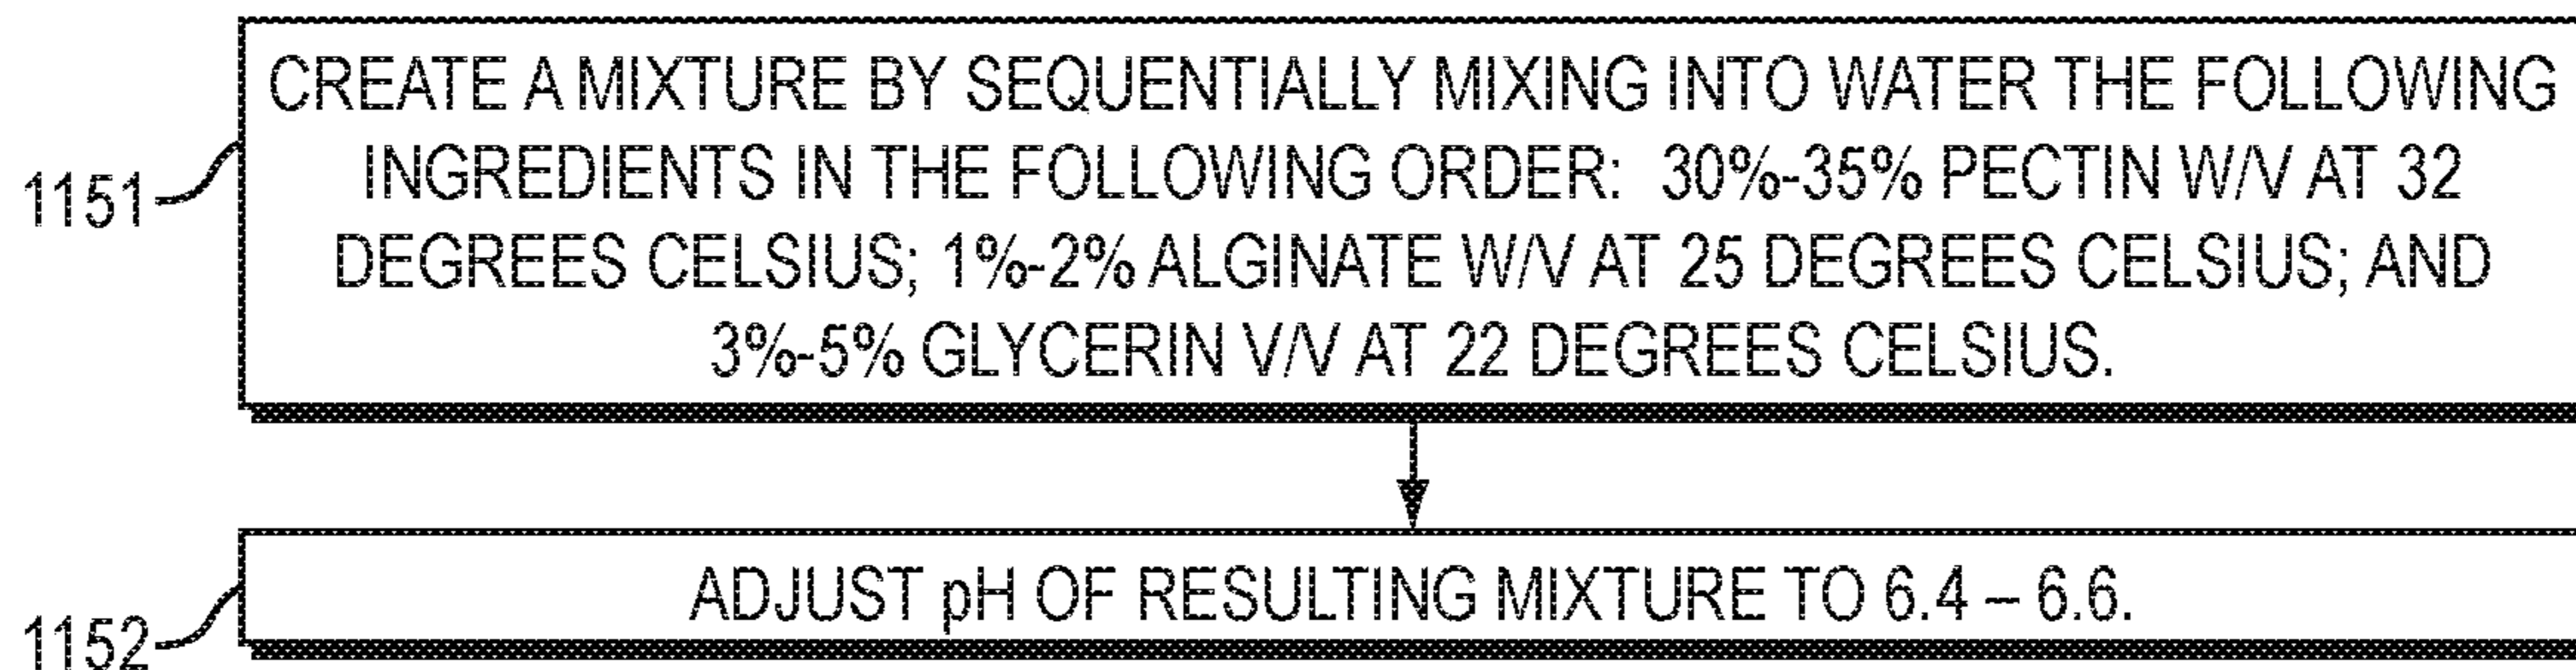 CREATE A MIXTURE BY SEQUENTIALLY MIXING INTO WATER THE FOLLOWING
INGREDIENTS IN THE FOLLOWING ORDER: 30%-35% PECTIN W/V AT 32
1151
DEGREES CELSIUS; 1%-2% ALGINATE W/V AT 25 DEGREES CELSIUS; AND
3%-5% GLYCERIN V/V AT 22 DEGREES CELSIUS.
ADJUST pH OF RESULTING MIXTURE TO 6.4 – 6.6.
1152